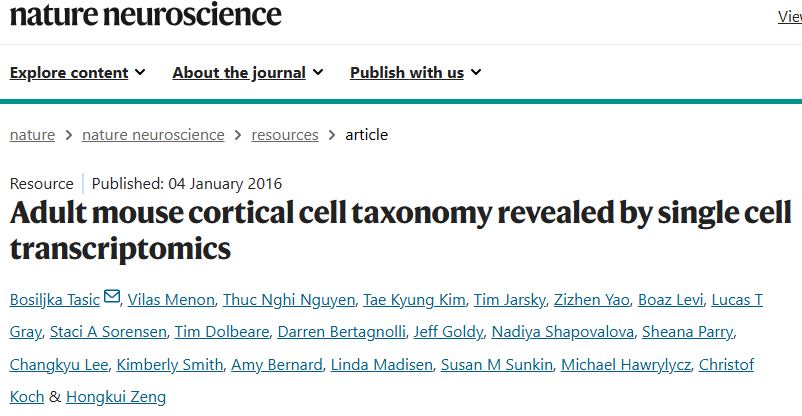 nature neuroscience
Explore content About the journal Publish with us
nature > nature neuroscience > resources > article
Resource | Published: 04 January 2016
Adult mouse cortical cell taxonomy revealed by single cell
transcriptomics
Bosiljka Tasic, Vilas Menon, Thuc Nghi Nguyen, Tae Kyung Kim, Tim Jarsky, Zizhen Yao, Boaz Levi, Lucas T
Gray, Staci A Sorensen, Tim Dolbeare, Darren Bertagnolli, Jeff Goldy, Nadiya Shapovalova, Sheana Parry,
Changkyu Lee, Kimberly Smith, Amy Bernard, Linda Madisen, Susan M Sunkin, Michael Hawrylycz, Christof
Koch & Hongkui Zeng